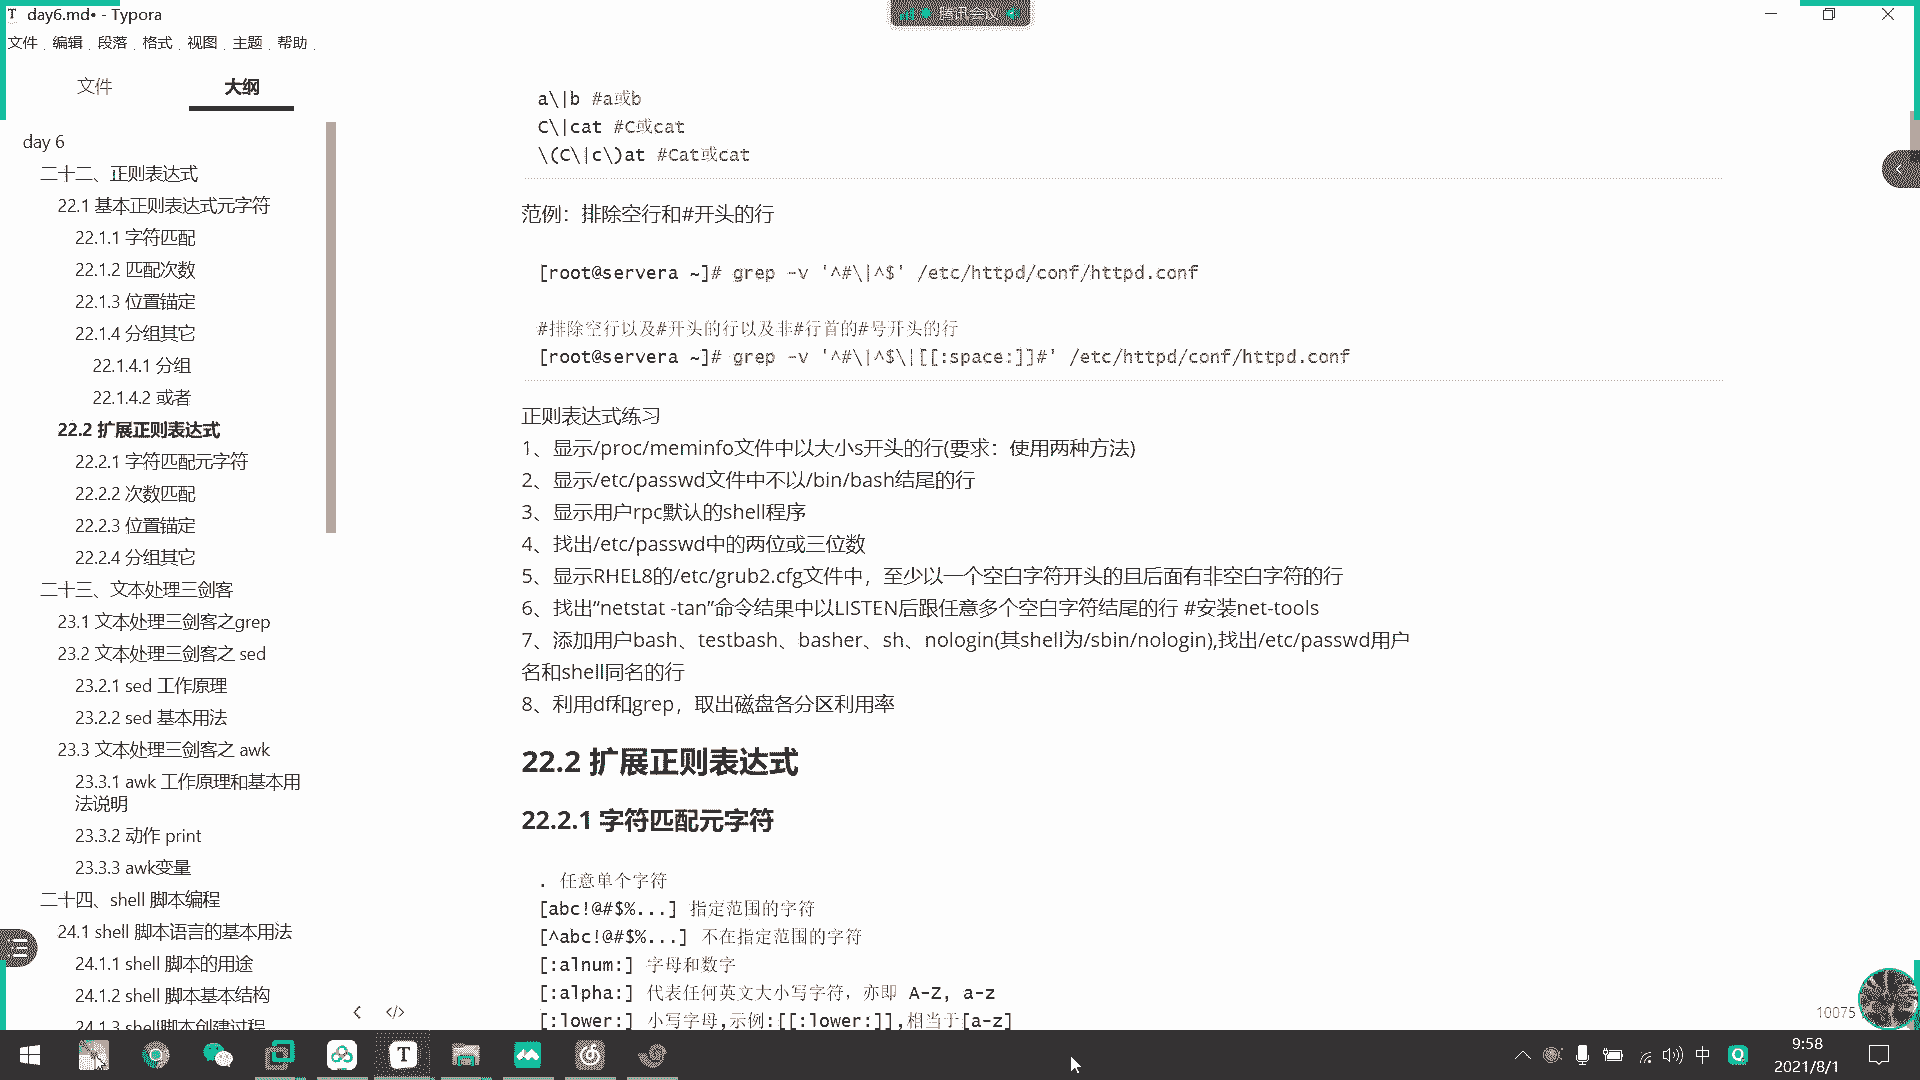 day6.md• - Typora
腾讯会议
文件 编辑 段落 格式 视图 主题 帮助
文件 大纲
day 6
二十二、正则表达式
22.1 基本正则表达式元字符
22.1.1 字符匹配
22.1.2 匹配次数
22.1.3 位置锚定
22.1.4 分组其它
22.1.4.1 分组
22.1.4.2 或者
22.2 扩展正则表达式
22.2.1 字符匹配元字符
22.2.2 次数匹配
22.2.3 位置锚定
22.2.4 分组其它
二十三、文本处理三剑客
23.1 文本处理三剑客之grep
23.2 文本处理三剑客之 sed
23.2.1 sed 工作原理
23.2.2 sed 基本用法
23.3 文本处理三剑客之 awk
23.3.1 awk 工作原理和基本用
法说明
23.3.2 动作 print
23.3.3 awk变量
二十四、shell 脚本编程
24.1 shell 脚本语言的基本用法
24.1.1 shell 脚本的用途
24.1.2 shell 脚本基本结构
24.1.3 shell脚本创建过程
a\|b #a或b
C\|cat #C或cat
\(C\|c\)at #Cat或cat
范例：排除空行和#开头的行
[root@servera ~]# grep -v '^#\|^$' /etc/httpd/conf/httpd.conf
#排除空行以及#开头的行以及非#行首的#号开头的行
[root@servera ~]# grep -v '^#\|^$\|[[:space:]]#' /etc/httpd/conf/httpd.conf
正则表达式练习
1、显示/proc/meminfo文件中以大小s开头的行(要求：使用两种方法)
2、显示/etc/passwd文件中不以/bin/bash结尾的行
3、显示用户rpc默认的shell程序
4、找出/etc/passwd中的两位或三位数
5、显示RHEL8的/etc/grub2.cfg文件中，至少以一个空白字符开头的且后面有非空白字符的行
6、找出“netstat -tan”命令结果中以LISTEN后跟任意多个空白字符结尾的行 #安装net-tools
7、添加用户bash、testbash、basher、sh、nologin(其shell为/sbin/nologin),找出/etc/passwd用户
名和shell同名的行
8、利用df和grep，取出磁盘各分区利用率
22.2 扩展正则表达式
22.2.1 字符匹配元字符
. 任意单个字符
[abc!@#$%...] 指定范围的字符
[^abc!@#$%...] 不在指定范围的字符
[:alnum:] 字母和数字
[:alpha:] 代表任何英文大小写字符，亦即 A-Z, a-z
[:lower:] 小写字母,示例:[[:lower:]],相当于[a-z]
10075
中
9:58
2021/8/1